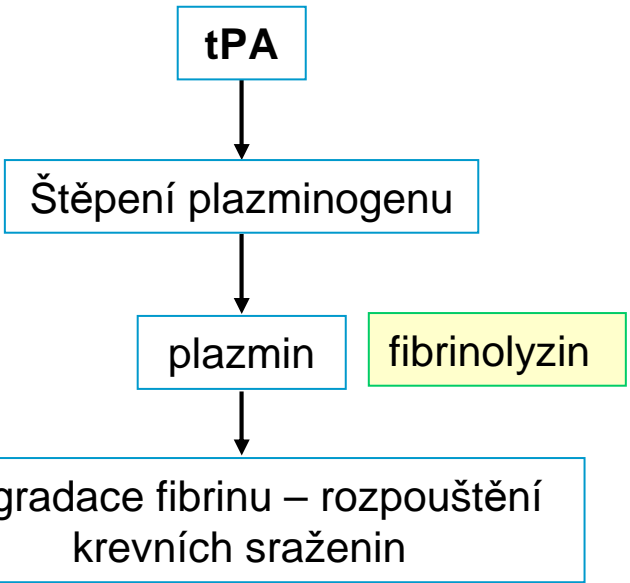 tPA
Štěpení plazminogenu
plazmin
fibrinolyzin
gradace fibrinu – rozpouštění
krevních sraženin